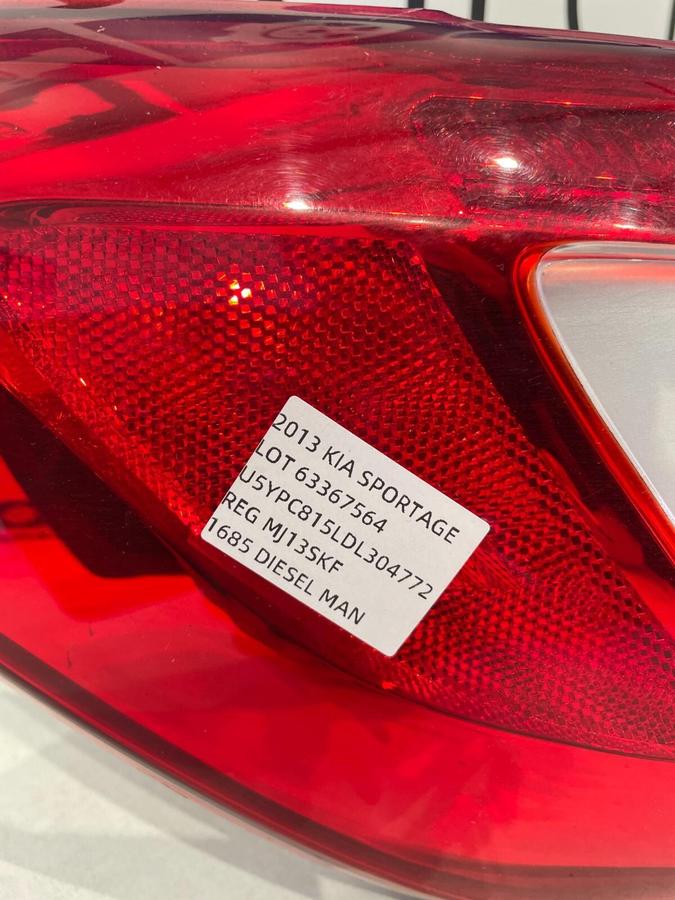 2013 KIA SPORTAGE
LOT 63367564
U5YPC815LDL304772
REG MJ13SKF
1685 DIESEL MAN